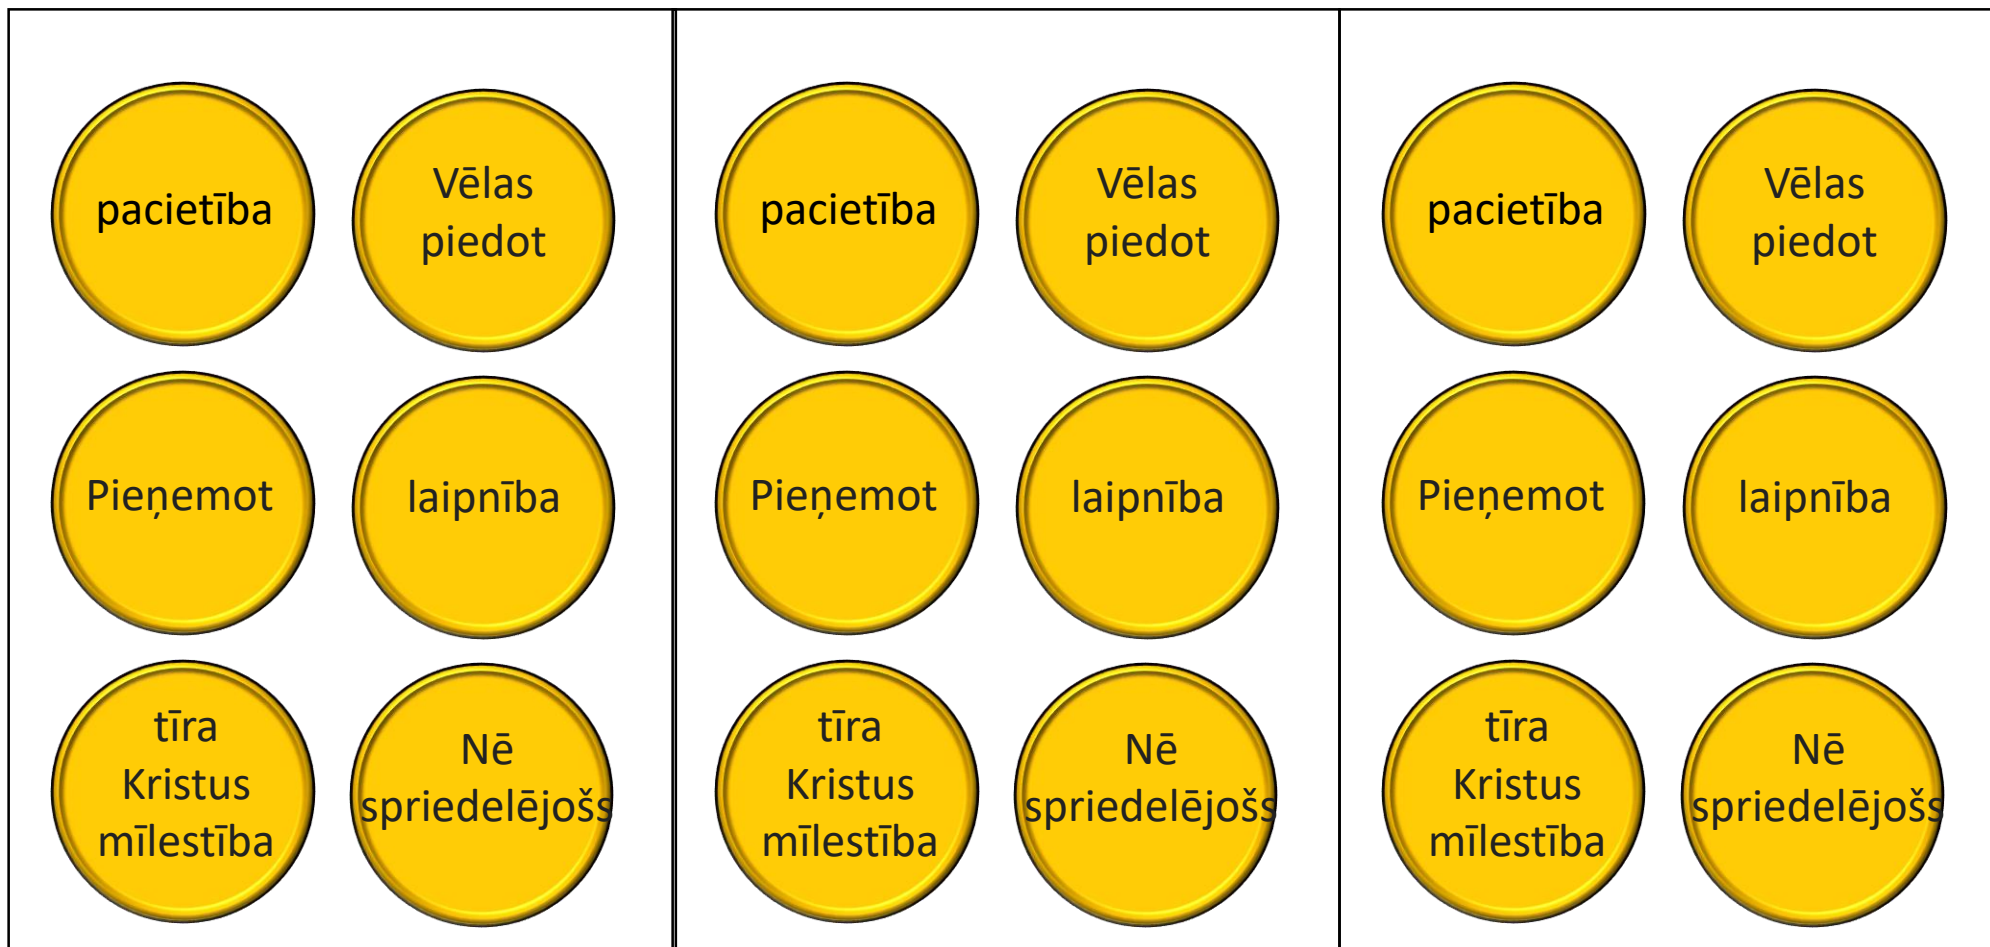 pacietība
Vēlas
piedot
Pieņemot
laipnība
tīra
Kristus
mīlestība
Nē
spriedelējošs
pacietība
Vēlas
piedot
Pieņemot
laipnība
tīra
Kristus
mīlestība
Nē
spriedelējošs
pacietība
Vēlas
piedot
Pieņemot
laipnība
tīra
Kristus
mīlestība
Nē
spriedelējošs